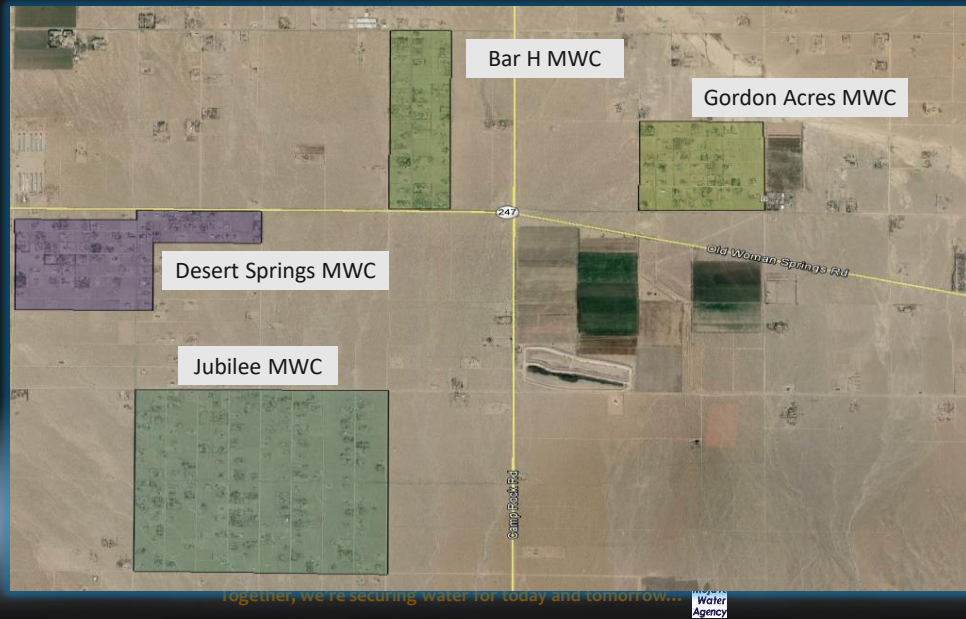 Bar H MWC
Gordon Acres MWC
247
Old Woman Springs Rd
Desert Springs MWC
Jubilee MWC
Camp Rock Rd
Together, we're securing water for today and tomorrow...
Mojave
Water
Agency